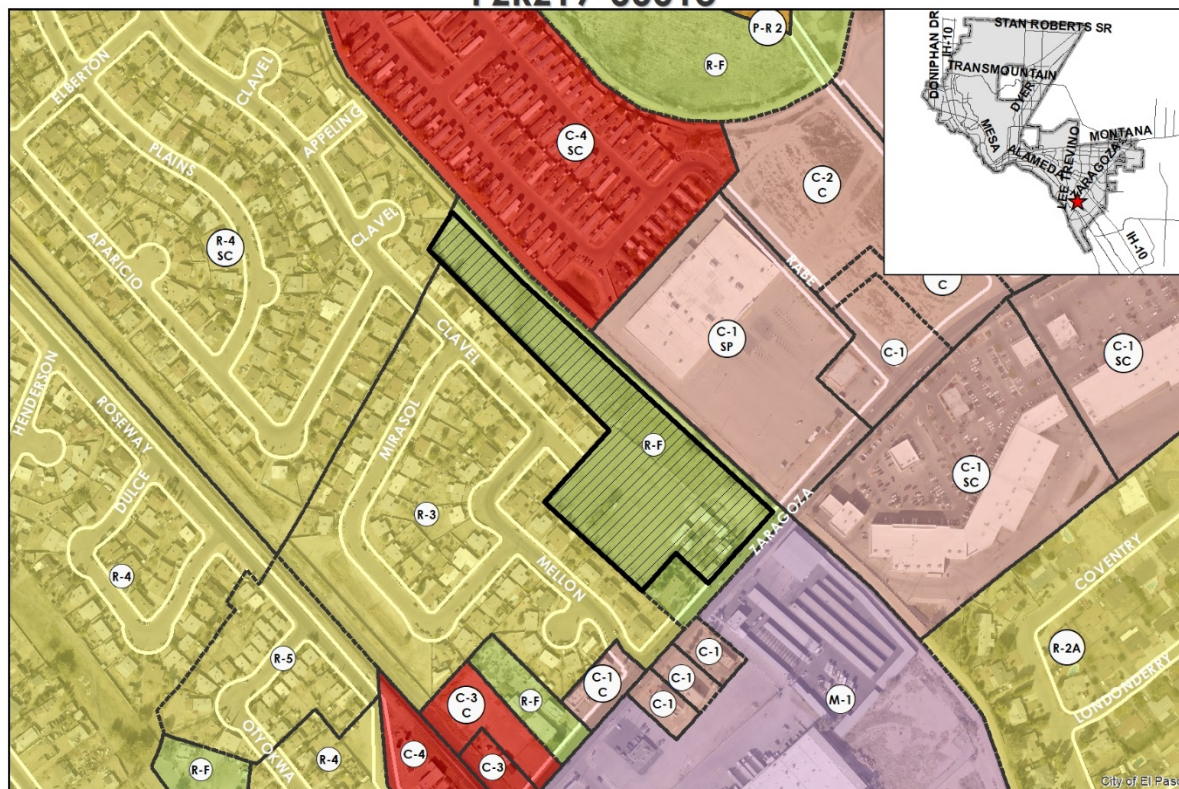 P-R 2
R-F
C-4
SC
C-2
C
C
C-1
SP
C-1
C-1
SC
C-1
SC
R-4
SC
R-F
R-3
R-4
R-5
R-4
R-F
C-4
C-3
C
C-3
R-F
C-1
C
C-1
C-1
C-1
M-1
R-2A
ELBERTON
CLAVEL
APPELING
PLAINS
CLAVEL
APARICIO
CLAVEL
MIRASOL
HENDERSON
ROSEWAY
DULCE
MELLON
OTYOKWA
KABE
ZARAGOZA
COVENTRY
LONDONDERRY
DONIPHAN DR
IH-10
STAN ROBERTS SR
TRANSMOUNTAIN
DYER
MESA
MONTANA
ALAMEDA
LEE TREVINO
ZARAGOZA
IH-10
City of El Paso